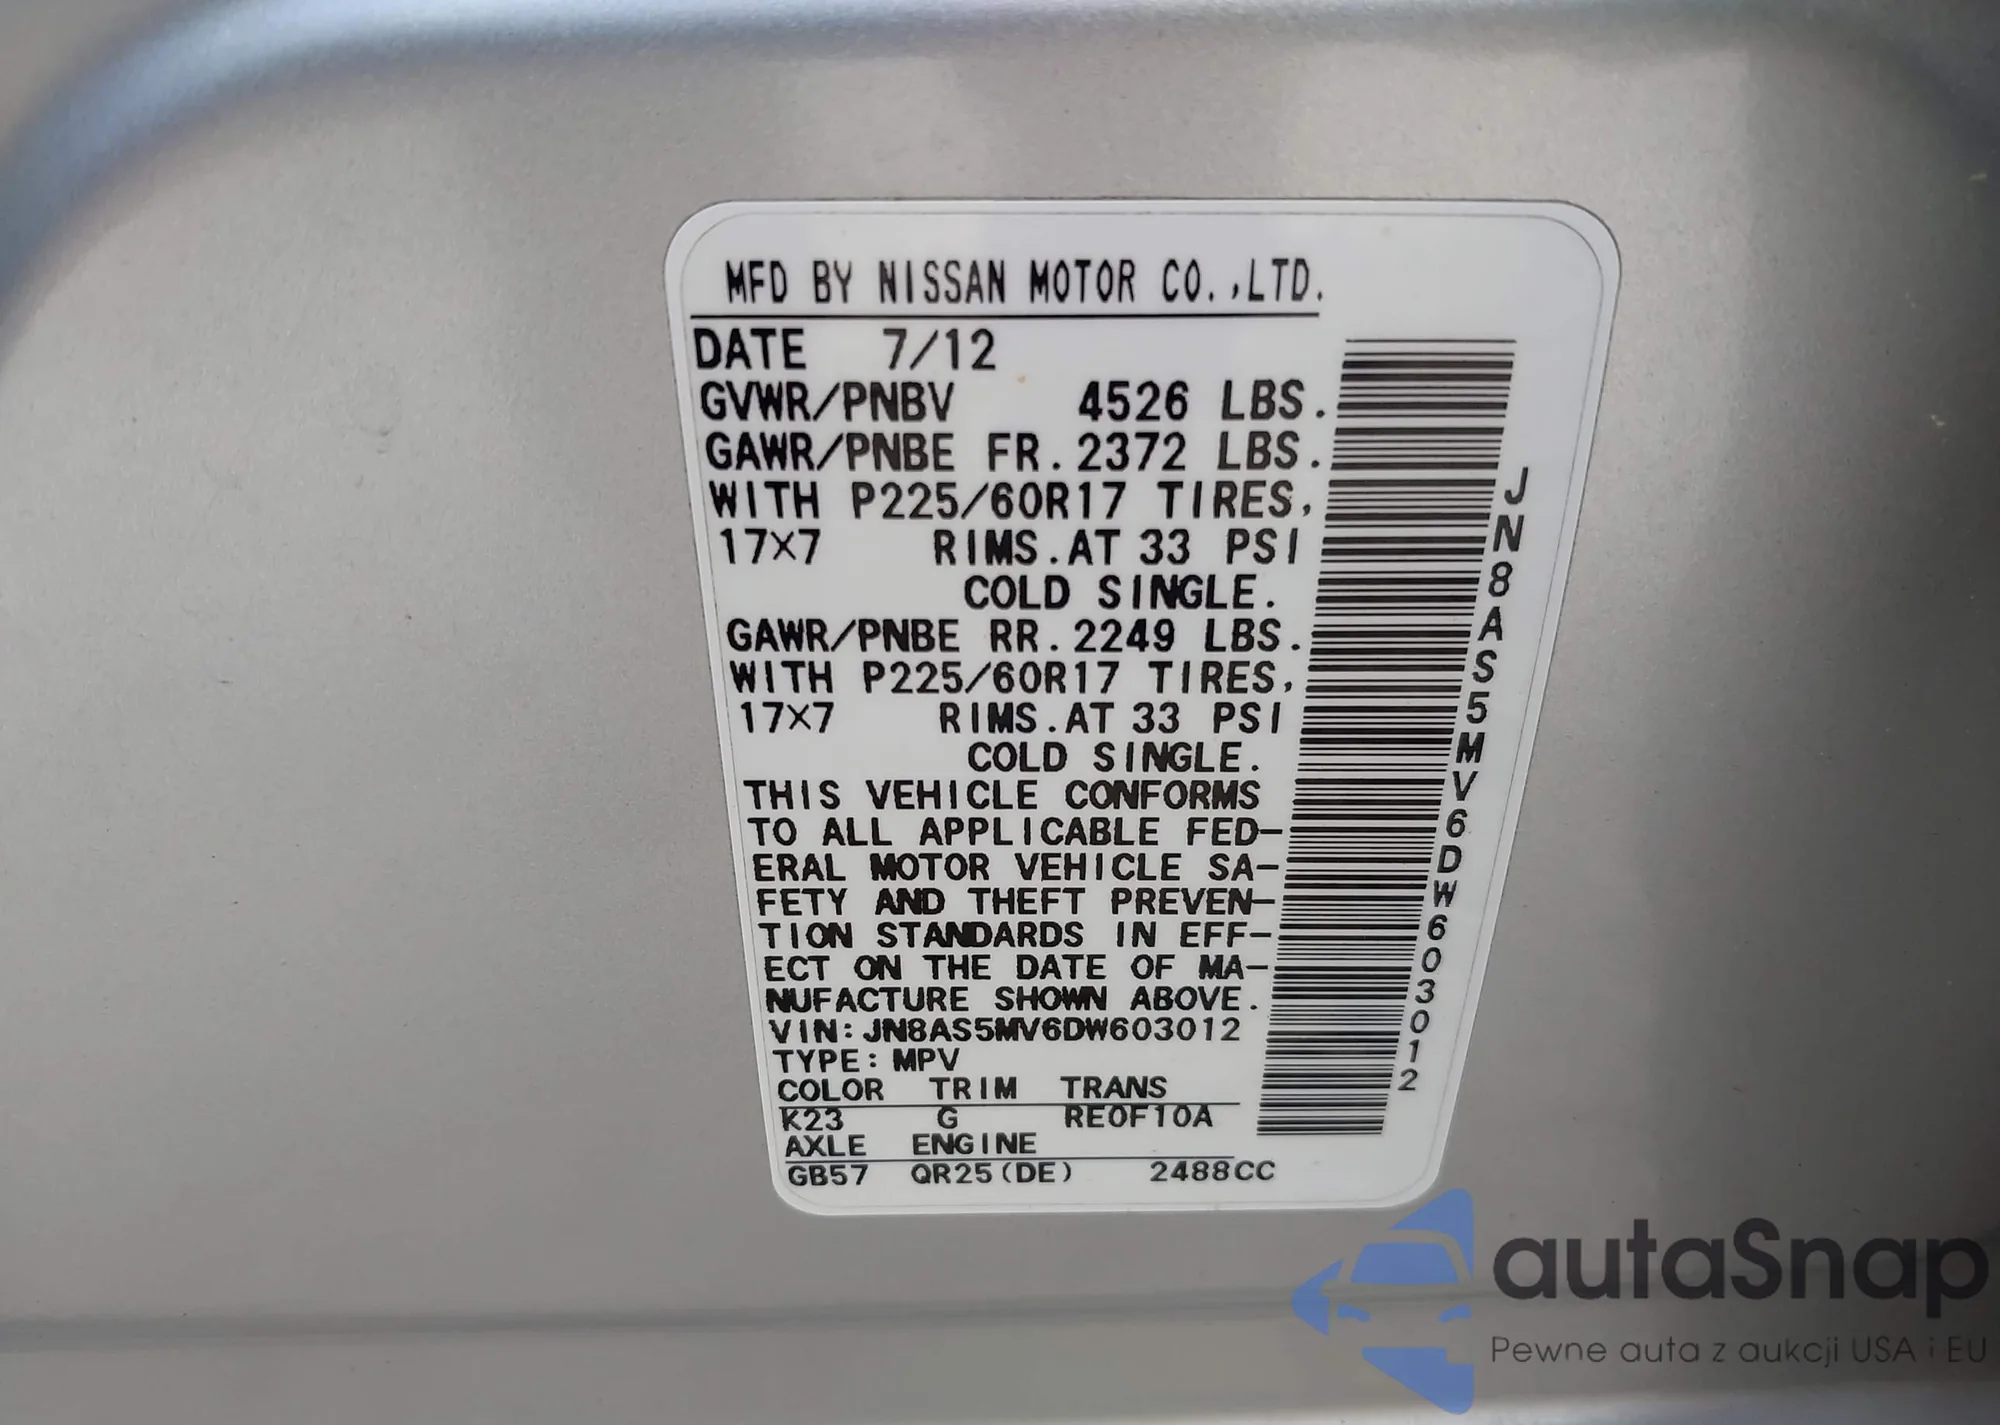 MFD BY NISSAN MOTOR CO.,LTD.
DATE 7/12
GVWR/PNBV 4526 LBS.
GAWR/PNBE FR. 2372 LBS.
WITH P225/60R17 TIRES,
17×7 RIMS. AT 33 PSI
COLD SINGLE.
GAWR/PNBE RR. 2249 LBS.
WITH P225/60R17 TIRES,
17×7 RIMS. AT 33 PSI
COLD SINGLE.
THIS VEHICLE CONFORMS
TO ALL APPLICABLE FED-
ERAL MOTOR VEHICLE SA-
FETY AND THEFT PREVEN-
TION STANDARDS IN EFF-
ECT ON THE DATE OF MA-
NUFACTURE SHOWN ABOVE.
VIN: JN8AS5MV6DW603012
TYPE: MPV
COLOR TRIM TRANS
K23 G RE0F10A
AXLE ENGINE
GB57 QR25(DE) 2488CC
JN8AS5MV6DW603012
autaSnap
Pewne auta z aukcji USA i EU